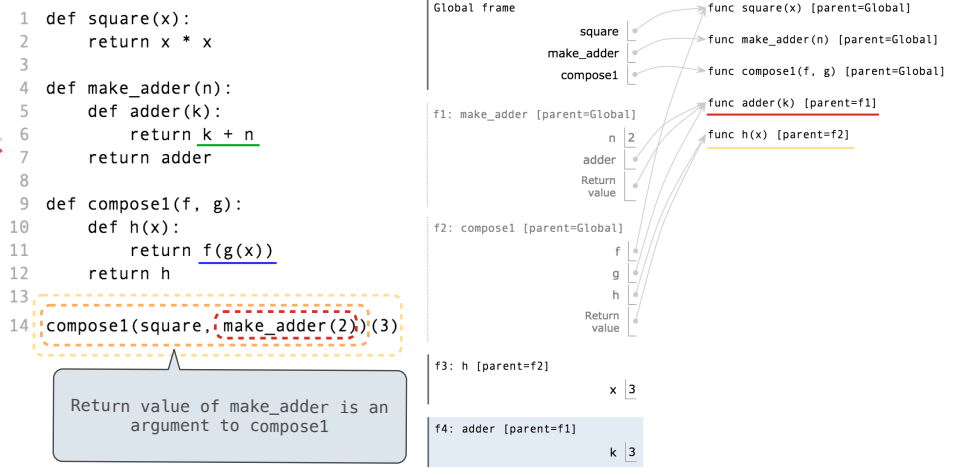 1 def square(x):
2 return x * x
3
4 def make_adder(n):
5 def adder(k):
6 return k + n
7 return adder
8
9 def compose1(f, g):
10 def h(x):
11 return f(g(x))
12 return h
13
14 compose1(square, make_adder(2))(3)
Return value of make_adder is an
argument to compose1
Global frame
square
make_adder
compose1
func square(x) [parent=Global]
func make_adder(n) [parent=Global]
func compose1(f, g) [parent=Global]
func adder(k) [parent=f1]
func h(x) [parent=f2]
f1: make_adder [parent=Global]
n 2
adder
Return
value
f2: compose1 [parent=Global]
f
g
h
Return
value
f3: h [parent=f2]
x 3
f4: adder [parent=f1]
k 3